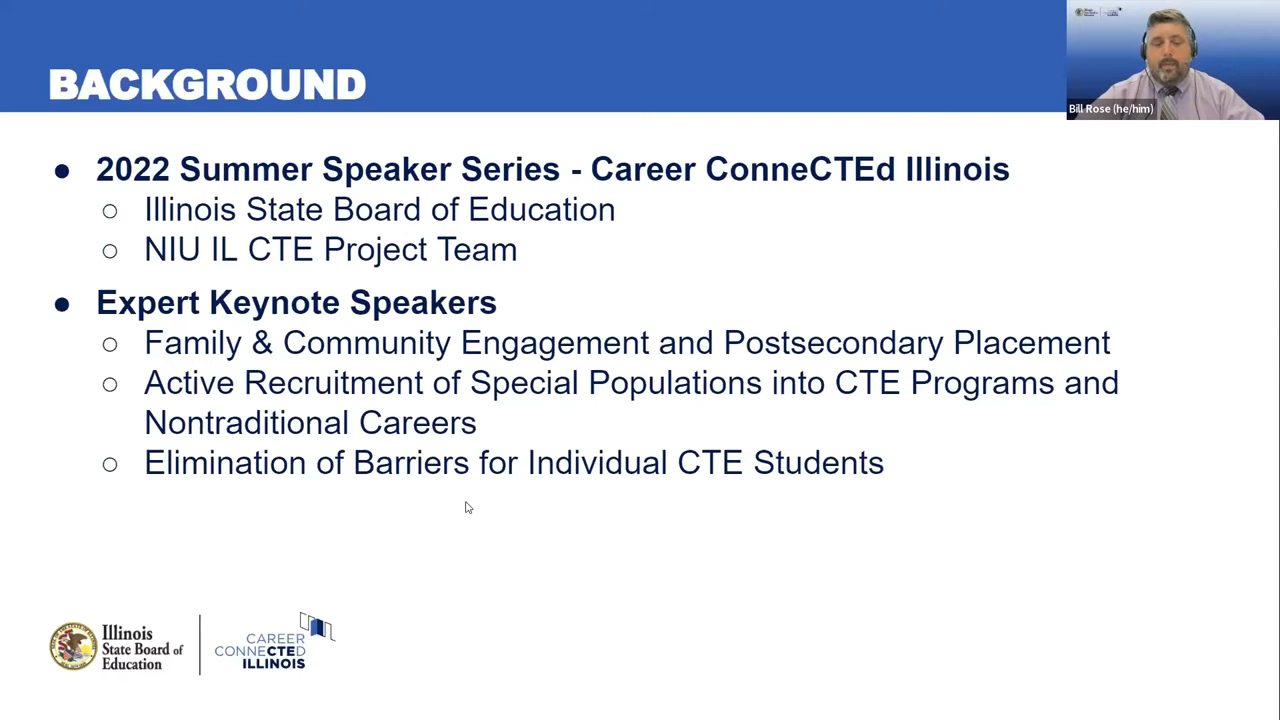 BACKGROUND
Bill Rose (he/him)
● 2022 Summer Speaker Series - Career ConneCTEd Illinois
○ Illinois State Board of Education
○ NIU IL CTE Project Team
● Expert Keynote Speakers
○ Family & Community Engagement and Postsecondary Placement
○ Active Recruitment of Special Populations into CTE Programs and
Nontraditional Careers
○ Elimination of Barriers for Individual CTE Students
Illinois
State Board of
Education
CAREER
CONNECTED
ILLINOIS